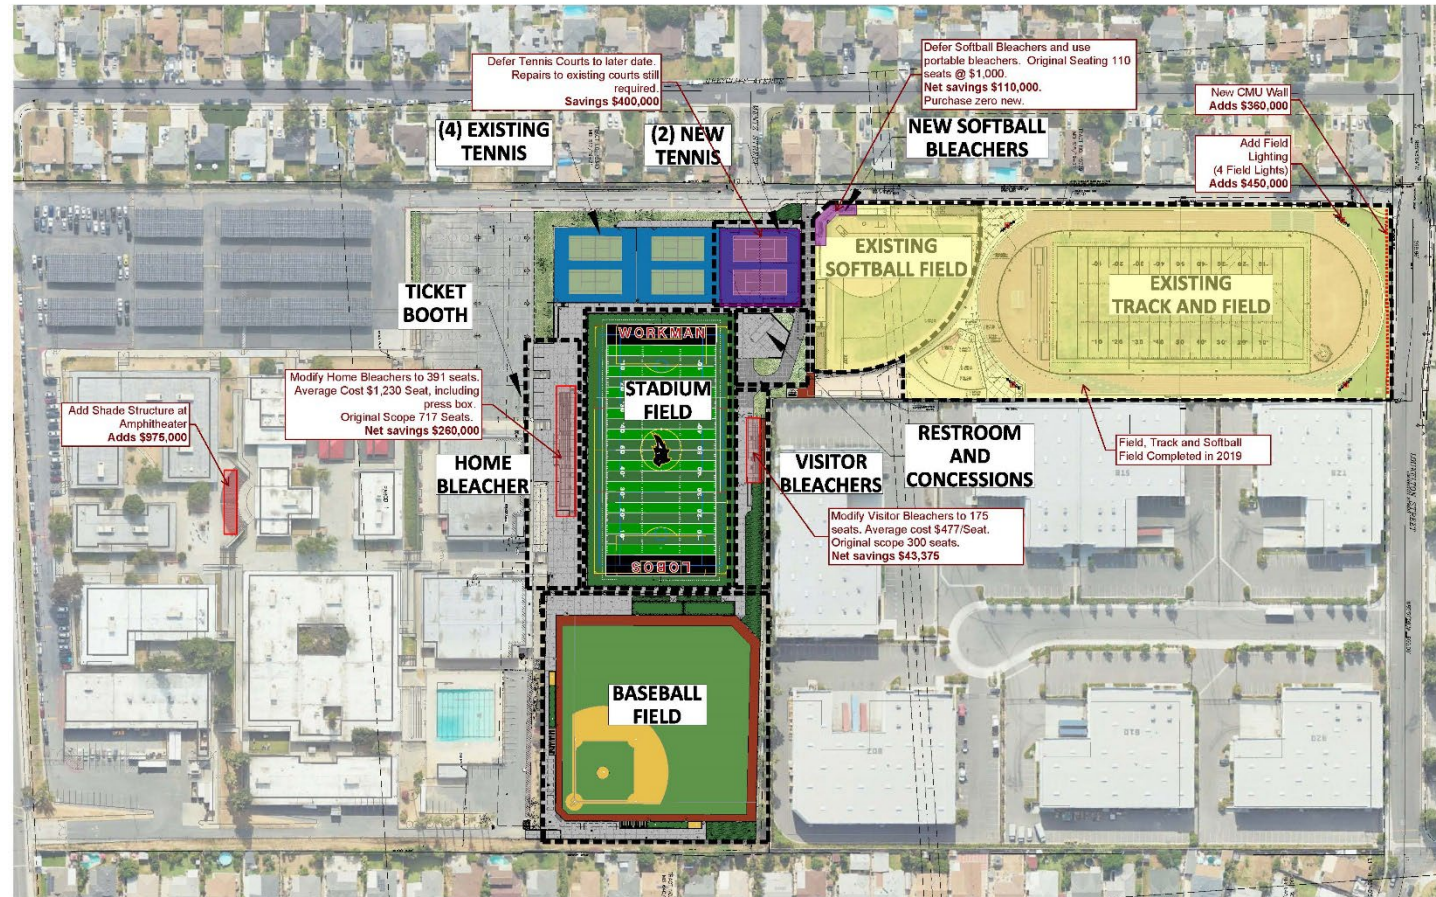 Defer Tennis Courts to later date.
Repairs to existing courts still
required.
Savings $400,000
Defer Softball Bleachers and use
portable bleachers. Original Seating 110
seats @ $1,000.
Net savings $110,000.
Purchase zero new.
New CMU Wall
Adds $360,000
(4) EXISTING
TENNIS
(2) NEW
TENNIS
NEW SOFTBALL
BLEACHERS
Add Field
Lighting
(4 Field Lights)
Adds $450,000
EXISTING
SOFTBALL FIELD
EXISTING
TRACK AND FIELD
TICKET
BOOTH
WORKMAN
STADIUM
FIELD
Modify Home Bleachers to 391 seats.
Average Cost $1,230 Seat, including
press box.
Original Scope 717 Seats.
Net savings $260,000
Add Shade Structure at
Amphitheater
Adds $975,000
HOME
BLEACHER
VISITOR
BLEACHERS
RESTROOM
AND
CONCESSIONS
Field, Track and Softball
Field Completed in 2019
Modify Visitor Bleachers to 175
seats. Average cost $477/Seat.
Original scope 300 seats.
Net savings $43,375
LOBOS
BASEBALL
FIELD